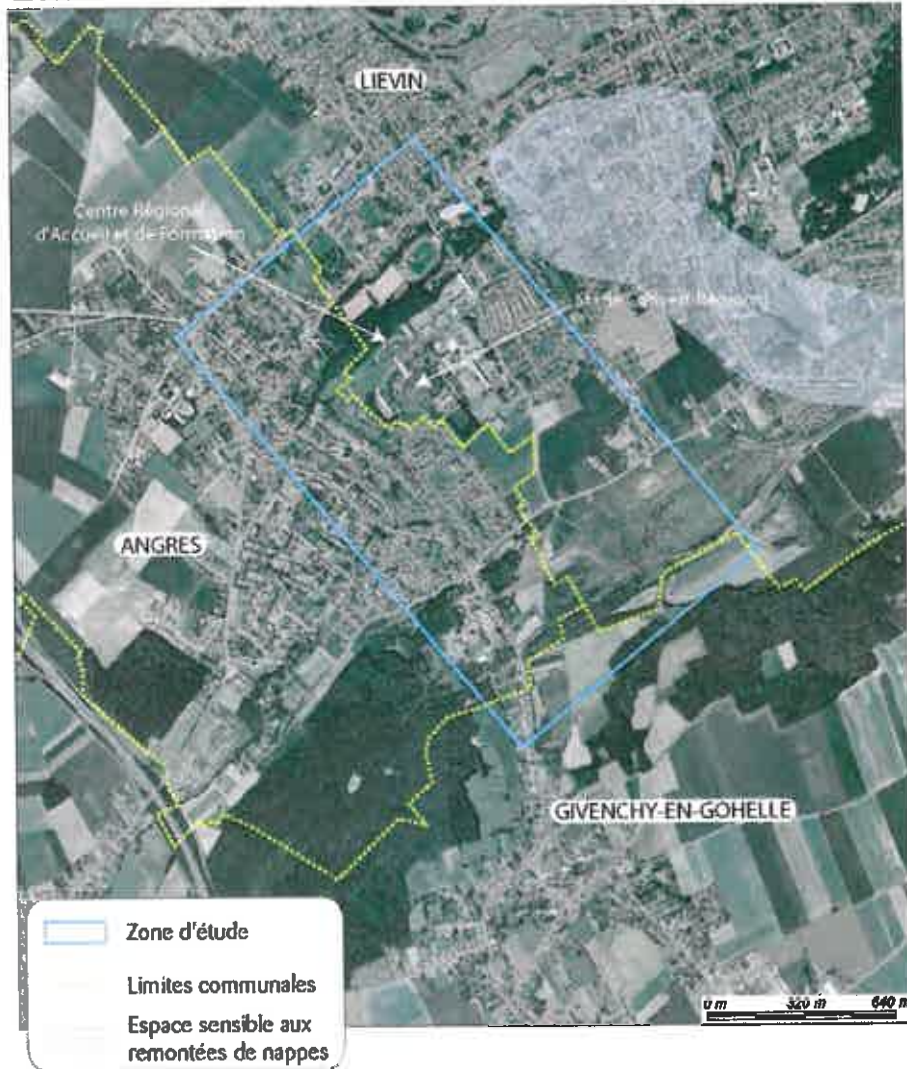 LIEVIN
Centre Régional
d'Accueil et de Formation
ANGRES
GIVENCHY-EN-GOHELLE
Zone d'étude
Limites communales
Espace sensible aux
remontées de nappes
0 m 320 m 640 m